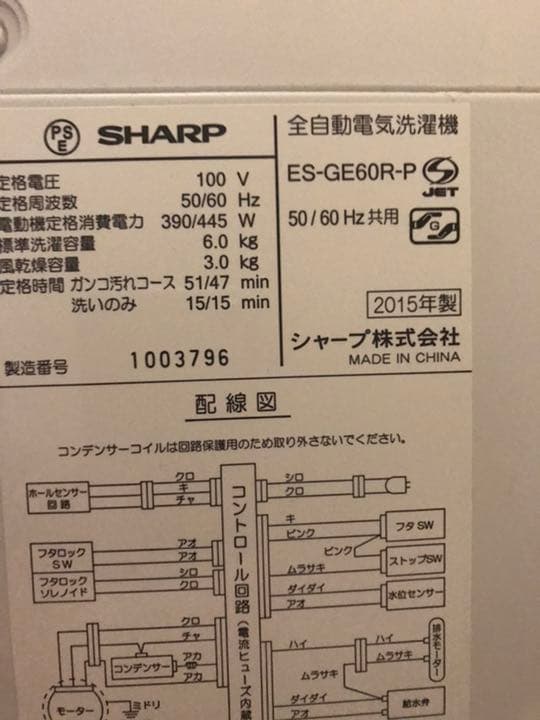 PS E SHARP
定格電圧 100 V
定格周波数 50/60 Hz
電動機定格消費電力 390/445 W
標準洗濯容量 6.0 kg
風乾燥容量 3.0 kg
定格時間 ガンコ汚れコース 51/47 min
洗いのみ 15/15 min
製造番号 1003796
全自動電気洗濯機
ES-GE60R-P
JET
50/60 Hz 共用
G
2015年製
シャープ株式会社
MADE IN CHINA
配線図
コンデンサーコイルは回路保護用のため取り外さないでください。
ホールセンサー
回路
クロ
キ
チャ
フタロック
SW
アオ
アオ
フタロック
ソレノイド
シロ
クロ
クロ
チャ
アカ
アカ
コンデンサー
モーター
ミドリ
コントロール回路(電流ヒューズ内蔵
シロ
クロ
キ
ピンク
フタSW
ピンク
ストップSW
ムラサキ
ダイダイ
アオ
水位センサー
ハイ
ハイ
ムラサキ
排水モーター
ムラサキ
ダイダイ
アオ
給水弁